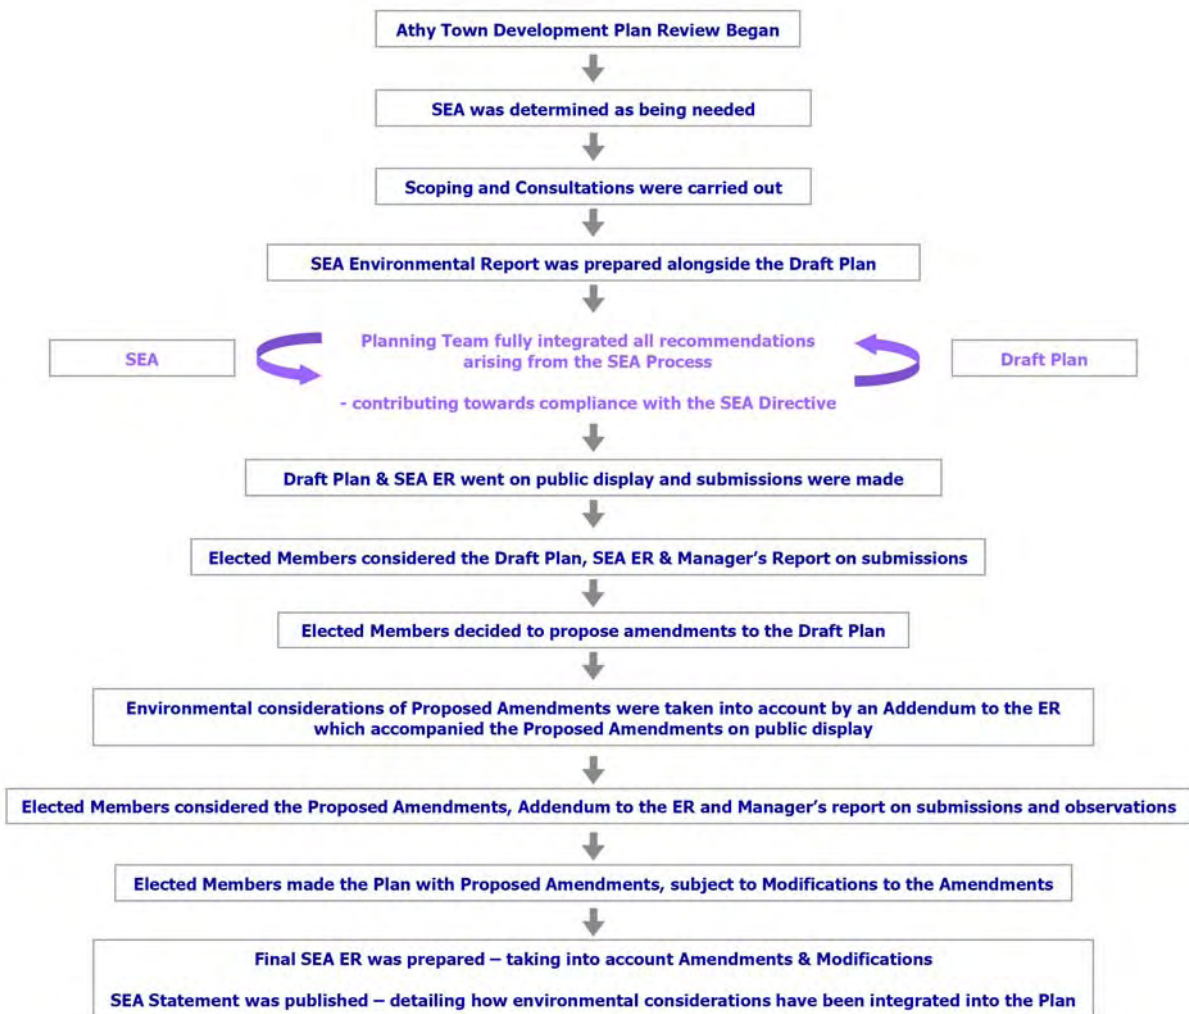 Athy Town Development Plan Review Began
SEA was determined as being needed
Scoping and Consultations were carried out
SEA Environmental Report was prepared alongside the Draft Plan
SEA
Planning Team fully integrated all recommendations
arising from the SEA Process
- contributing towards compliance with the SEA Directive
Draft Plan
Draft Plan & SEA ER went on public display and submissions were made
Elected Members considered the Draft Plan, SEA ER & Manager’s Report on submissions
Elected Members decided to propose amendments to the Draft Plan
Environmental considerations of Proposed Amendments were taken into account by an Addendum to the ER
which accompanied the Proposed Amendments on public display
Elected Members considered the Proposed Amendments, Addendum to the ER and Manager’s report on submissions and observations
Elected Members made the Plan with Proposed Amendments, subject to Modifications to the Amendments
Final SEA ER was prepared – taking into account Amendments & Modifications
SEA Statement was published – detailing how environmental considerations have been integrated into the Plan